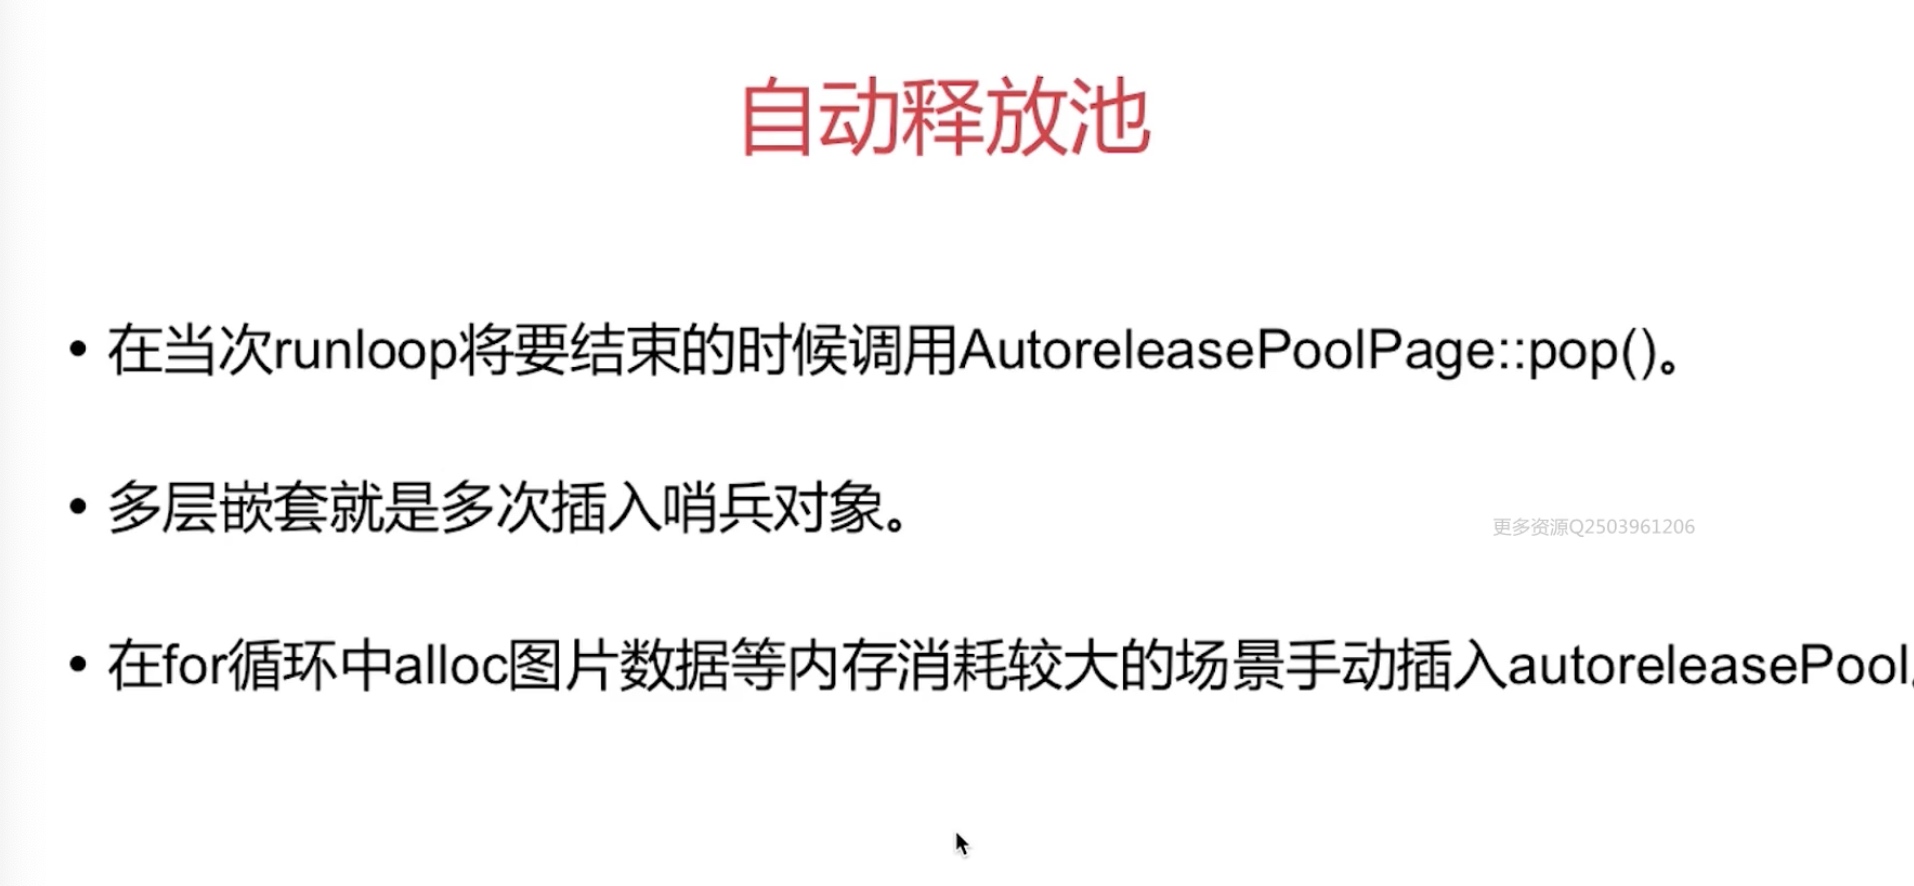 自动释放池
• 在当次runloop将要结束的时候调用AutoreleasePoolPage::pop()。
• 多层嵌套就是多次插入哨兵对象。
更多资源Q2503961206
• 在for循环中alloc图片数据等内存消耗较大的场景手动插入autoreleasePool